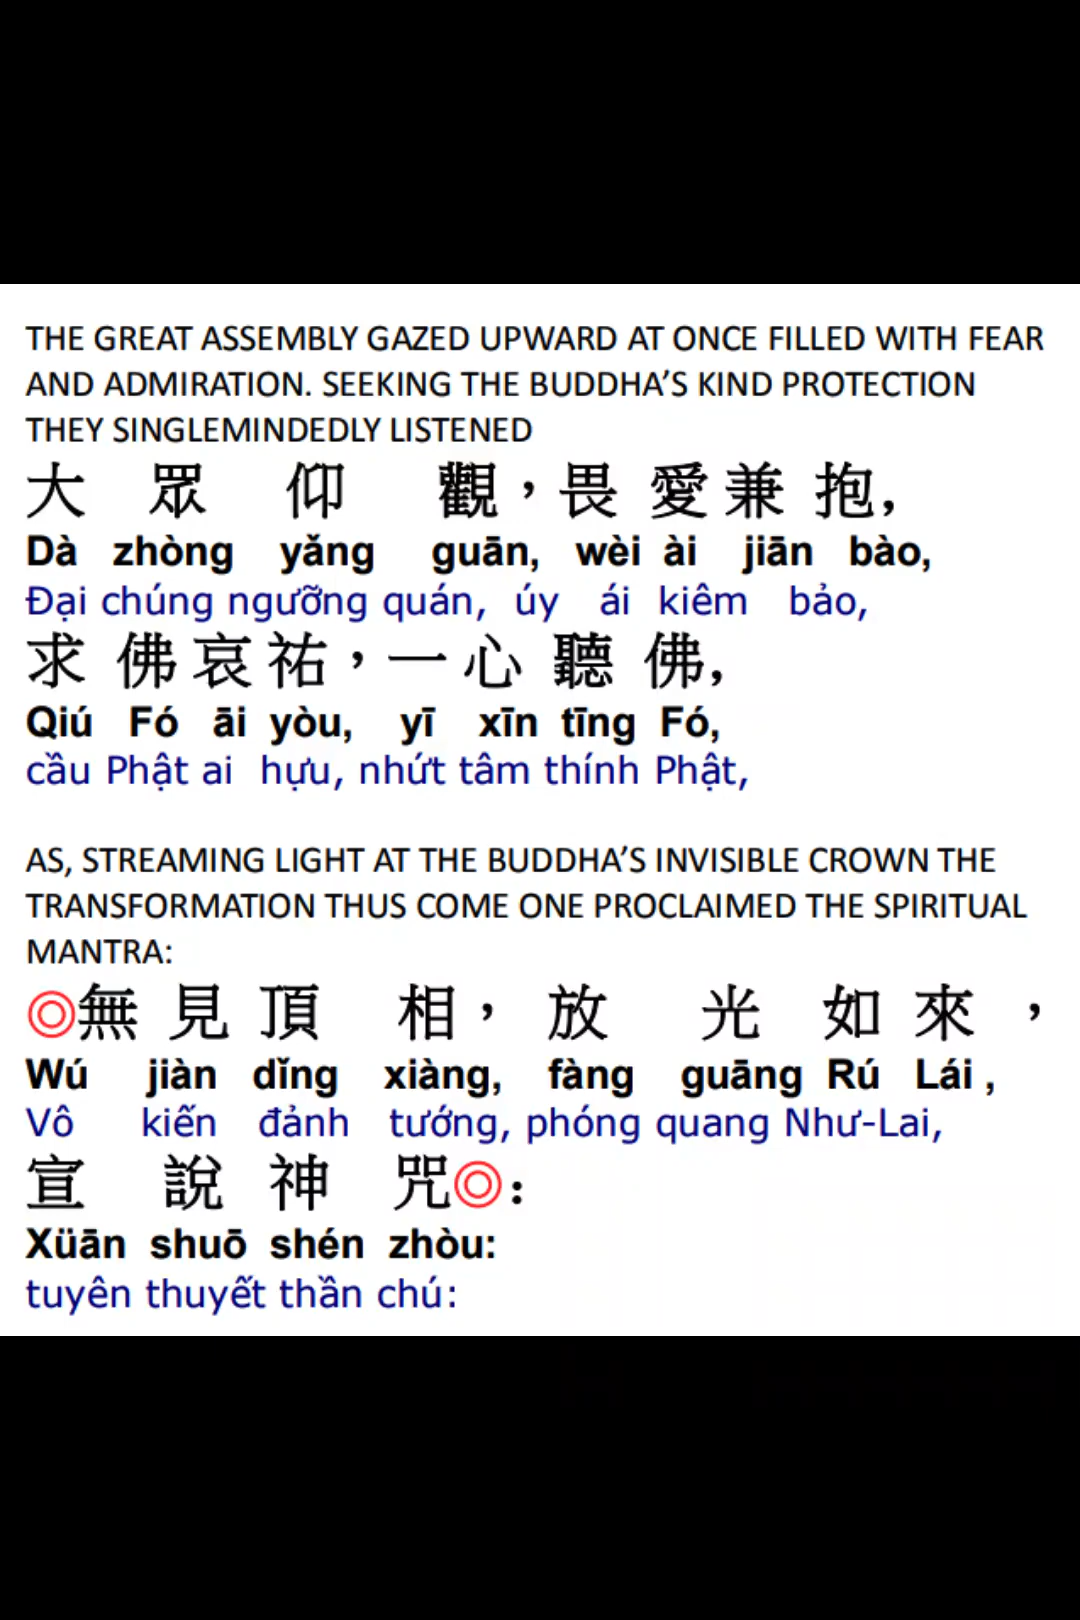 THE GREAT ASSEMBLY GAZED UPWARD AT ONCE FILLED WITH FEAR
AND ADMIRATION. SEEKING THE BUDDHA’S KIND PROTECTION
THEY SINGLEMINDEDLY LISTENED
大 眾 仰 觀，畏 愛 兼 抱,
Dà zhòng yǎng guān, wèi ài jiān bào,
Đại chúng ngưỡng quán, úy ái kiêm bảo,
求 佛 哀 祐，一 心 聽 佛,
Qiú Fó āi yòu, yī xīn tīng Fó,
cầu Phật ai hựu, nhứt tâm thính Phật,
AS, STREAMING LIGHT AT THE BUDDHA’S INVISIBLE CROWN THE
TRANSFORMATION THUS COME ONE PROCLAIMED THE SPIRITUAL
MANTRA:
◎無 見 頂 相，放 光 如 來，
Wú jiàn dǐng xiàng, fàng guāng Rú Lái ,
Vô kiến đảnh tướng, phóng quang Như-Lai,
宣 說 神 咒◎：
Xüān shuō shén zhòu:
tuyên thuyết thần chú: